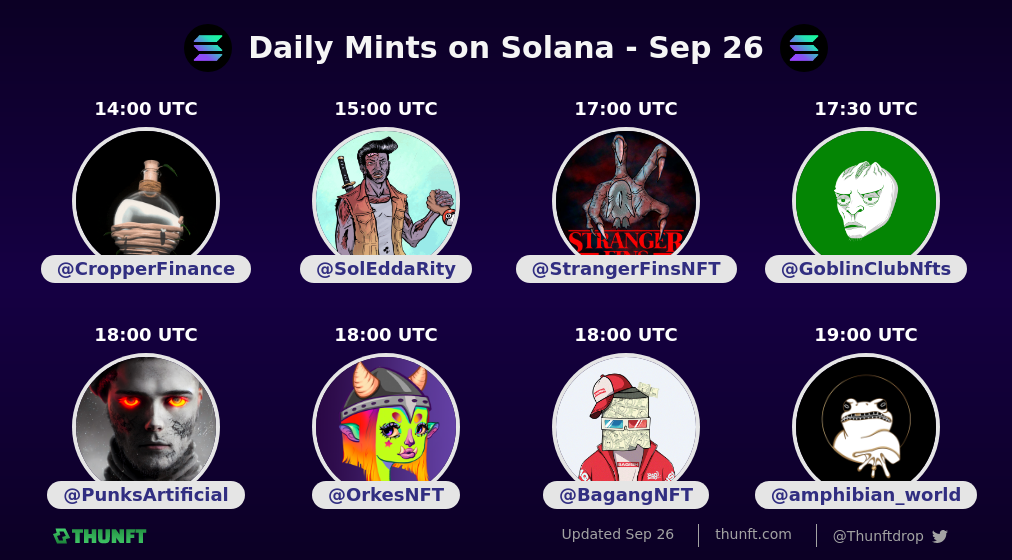 Daily Mints on Solana - Sep 26
14:00 UTC
15:00 UTC
17:00 UTC
17:30 UTC
STRANGER
FINS
@CropperFinance
@SolEddaRity
@StrangerFinsNFT
@GoblinClubNfts
18:00 UTC
18:00 UTC
18:00 UTC
19:00 UTC
@PunksArtificial
@OrkesNFT
@BagangNFT
@amphibian_world
THUNFT
Updated Sep 26
thunft.com
@Thunftdrop